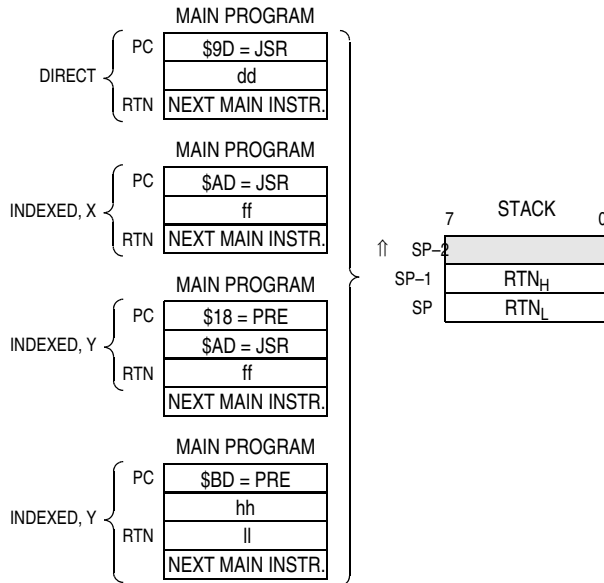 MAIN PROGRAM
PC $9D = JSR
DIRECT dd
RTN NEXT MAIN INSTR.
MAIN PROGRAM
PC $AD = JSR
INDEXED, X ff
RTN NEXT MAIN INSTR.
MAIN PROGRAM
PC $18 = PRE
INDEXED, Y $AD = JSR
RTN ff
NEXT MAIN INSTR.
MAIN PROGRAM
PC $BD = PRE
INDEXED, Y hh
RTN ll
NEXT MAIN INSTR.
7 STACK 0
⇑ SP–2
SP–1 RTNH
SP RTNL